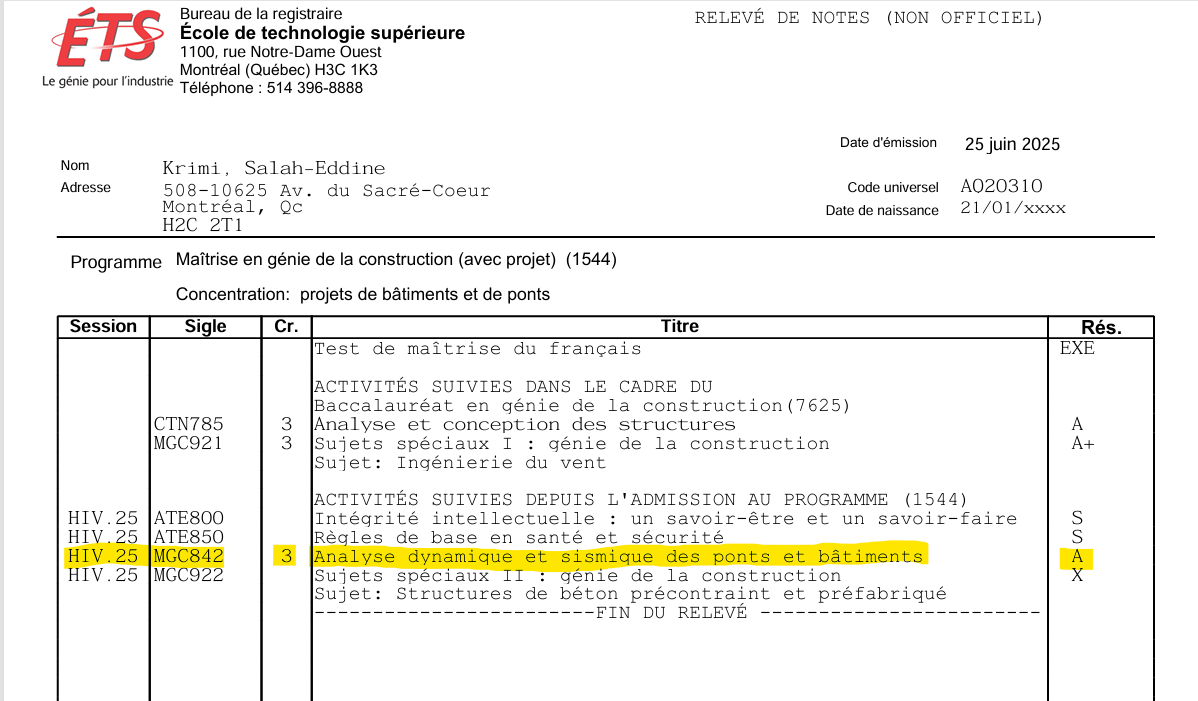 ÉTS
Le génie pour l'industrie
Bureau de la registraire
École de technologie supérieure
1100, rue Notre-Dame Ouest
Montréal (Québec) H3C 1K3
Téléphone : 514 396-8888
RELEVÉ DE NOTES (NON OFFICIEL)
Date d'émission 25 juin 2025
Nom Krimi, Salah-Eddine
Adresse 508-10625 Av. du Sacré-Coeur
Montréal, Qc
H2C 2T1
Code universel AO20310
Date de naissance 21/01/xxxx
Programme Maîtrise en génie de la construction (avec projet) (1544)
Concentration: projets de bâtiments et de ponts
Session Sigle Cr. Titre Rés.
Test de maîtrise du français EXE
ACTIVITÉS SUIVIES DANS LE CADRE DU
Baccalauréat en génie de la construction(7625)
CTN785 3 Analyse et conception des structures A
MGC921 3 Sujets spéciaux I : génie de la construction A+
Sujet: Ingénierie du vent
ACTIVITÉS SUIVIES DEPUIS L'ADMISSION AU PROGRAMME (1544)
HIV.25 ATE800 Intégrité intellectuelle : un savoir-être et un savoir-faire S
HIV.25 ATE850 Règles de base en santé et sécurité S
HIV.25 MGC842 3 Analyse dynamique et sismique des ponts et bâtiments A
HIV.25 MGC922 Sujets spéciaux II : génie de la construction X
Sujet: Structures de béton précontraint et préfabriqué
------------------------FIN DU RELEVÉ ------------------------